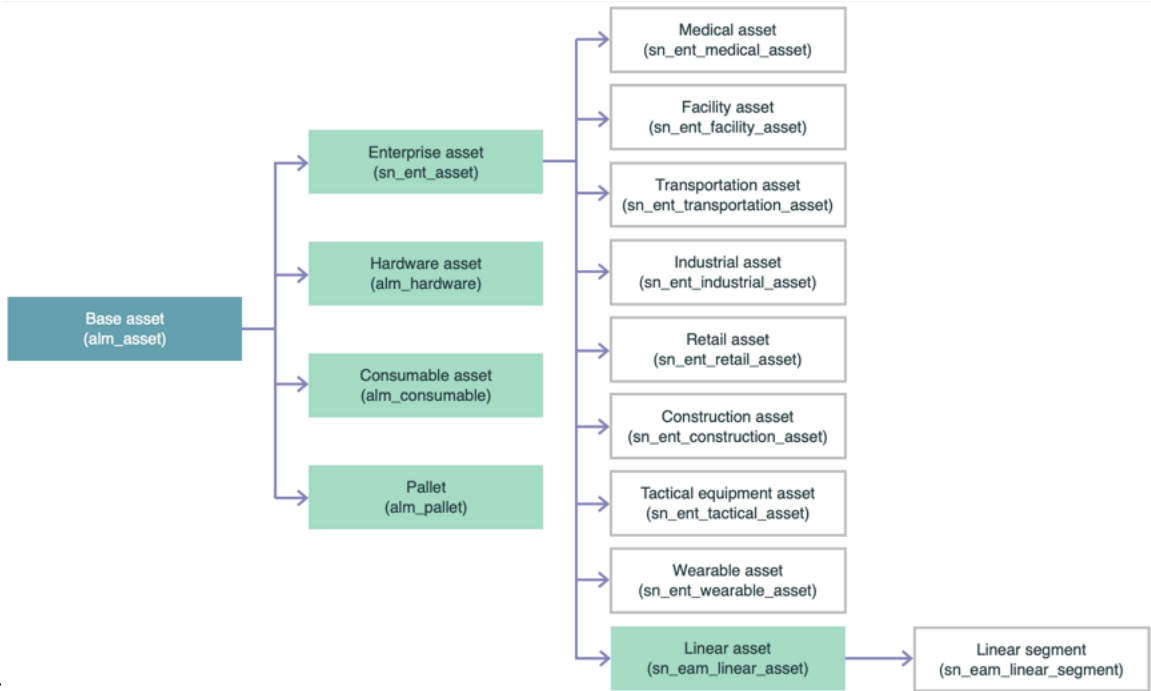 Base asset
(alm_asset)
Enterprise asset
(sn_ent_asset)
Hardware asset
(alm_hardware)
Consumable asset
(alm_consumable)
Pallet
(alm_pallet)
Medical asset
(sn_ent_medical_asset)
Facility asset
(sn_ent_facility_asset)
Transportation asset
(sn_ent_transportation_asset)
Industrial asset
(sn_ent_industrial_asset)
Retail asset
(sn_ent_retail_asset)
Construction asset
(sn_ent_construction_asset)
Tactical equipment asset
(sn_ent_tactical_asset)
Wearable asset
(sn_ent_wearable_asset)
Linear asset
(sn_eam_linear_asset)
Linear segment
(sn_eam_linear_segment)